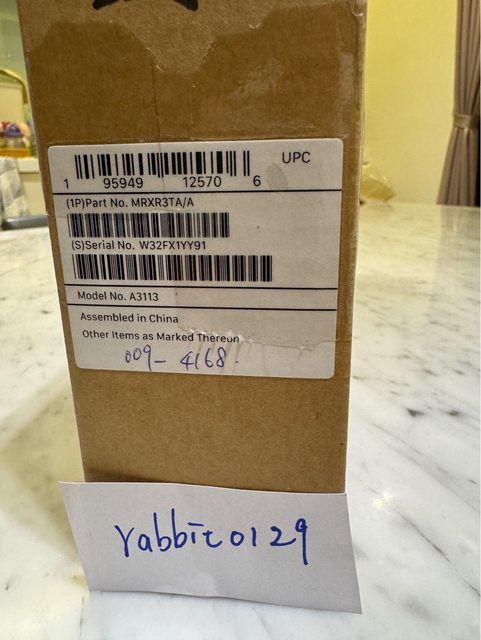 UPC
1 95949 12570 6
(1P)Part No. MRXR3TA/A
(S)Serial No. W32FX1YY91
Model No. A3113
Assembled in China
Other Items as Marked Thereon
009-4168
rabbit0129